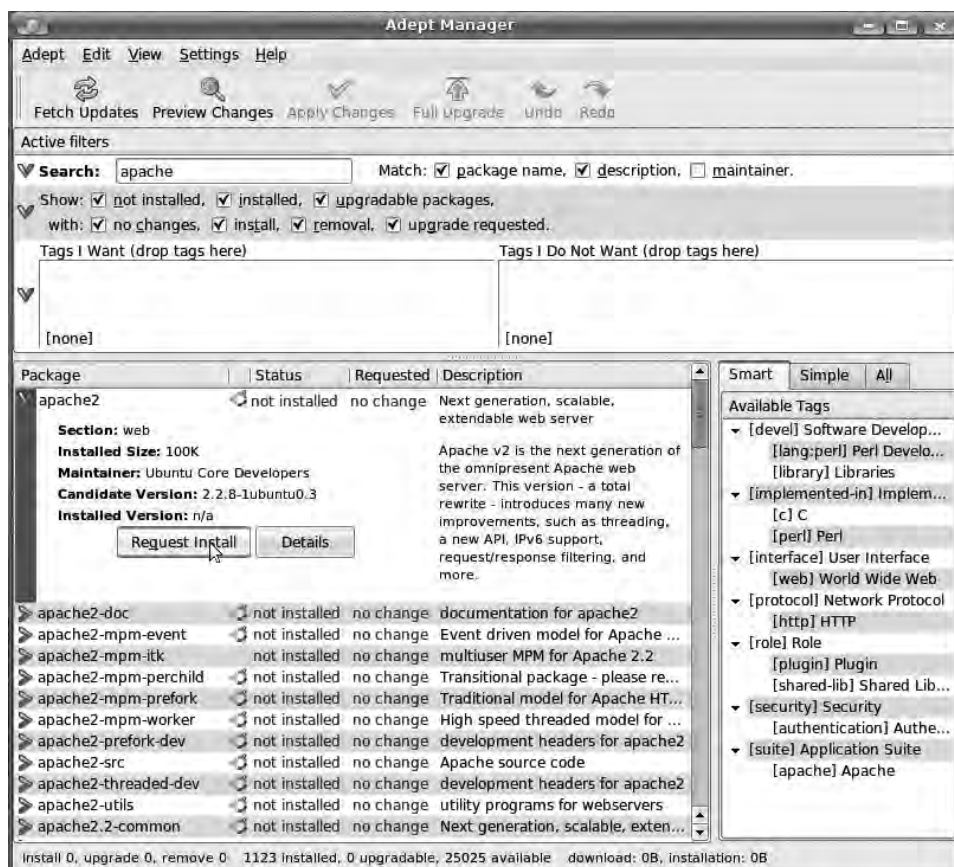 Adept Manager
Adept Edit View Settings Help
Fetch Updates Preview Changes Apply Changes Full Upgrade Undo Redo
Active filters
Search: apache Match: package name, description, maintainer.
Show: not installed, installed, upgradable packages,
with: no changes, install, removal, upgrade requested.
Tags I Want (drop tags here) Tags I Do Not Want (drop tags here)
[none] [none]
Package Status Requested Description
apache2 not installed no change Next generation, scalable,
extendable web server
Section: web
Installed Size: 100K
Maintainer: Ubuntu Core Developers
Candidate Version: 2.2.8-1ubuntu0.3
Installed Version: n/a
Request Install Details
Apache v2 is the next generation of
the omnipresent Apache web
server. This version - a total
rewrite - introduces many new
improvements, such as threading,
a new API, IPv6 support,
request/response filtering, and
more.
apache2-doc not installed no change documentation for apache2
apache2-mpm-event not installed no change Event driven model for Apache ...
apache2-mpm-itk not installed no change multiuser MPM for Apache 2.2
apache2-mpm-perchild not installed no change Transitional package - please re...
apache2-mpm-prefork not installed no change Traditional model for Apache HT...
apache2-mpm-worker not installed no change High speed threaded model for ...
apache2-prefork-dev not installed no change development headers for apache2
apache2-src not installed no change Apache source code
apache2-threaded-dev not installed no change development headers for apache2
apache2-utils not installed no change utility programs for webservers
apache2.2-common not installed no change Next generation, scalable, exten...
Smart Simple All
Available Tags
[devel] Software Develop...
[lang:perl] Perl Develo...
[library] Libraries
[implemented-in] Implem...
[c] C
[perl] Perl
[interface] User Interface
[web] World Wide Web
[protocol] Network Protocol
[http] HTTP
[role] Role
[plugin] Plugin
[shared-lib] Shared Lib...
[security] Security
[authentication] Authe...
[suite] Application Suite
[apache] Apache
Install 0, upgrade 0, remove 0 1123 installed, 0 upgradable, 25025 available download: 0B, installation: 0B